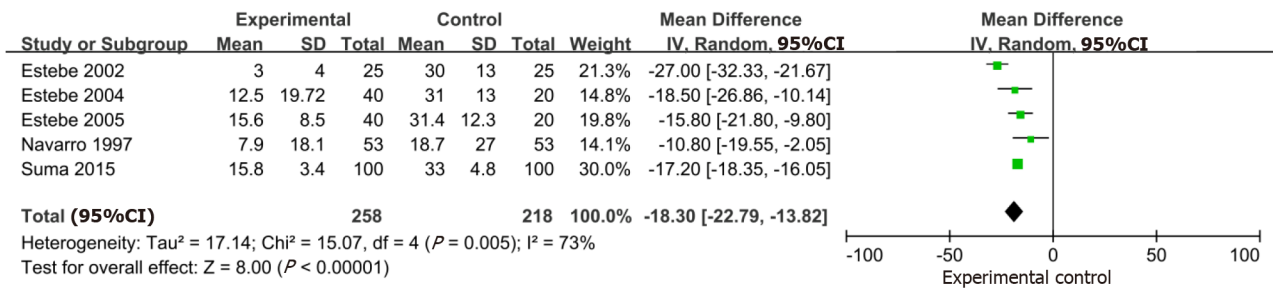 Experimental Control Mean Difference Mean Difference
Study or Subgroup Mean SD Total Mean SD Total Weight IV, Random, 95%CI IV, Random, 95%CI
Estebe 2002 3 4 25 30 13 25 21.3% -27.00 [-32.33, -21.67]
Estebe 2004 12.5 19.72 40 31 13 20 14.8% -18.50 [-26.86, -10.14]
Estebe 2005 15.6 8.5 40 31.4 12.3 20 19.8% -15.80 [-21.80, -9.80]
Navarro 1997 7.9 18.1 53 18.7 27 53 14.1% -10.80 [-19.55, -2.05]
Suma 2015 15.8 3.4 100 33 4.8 100 30.0% -17.20 [-18.35, -16.05]
Total (95%CI) 258 218 100.0% -18.30 [-22.79, -13.82]
Heterogeneity: Tau² = 17.14; Chi² = 15.07, df = 4 (P = 0.005); I² = 73%
Test for overall effect: Z = 8.00 (P < 0.00001)
-100 -50 0 50 100
Experimental control